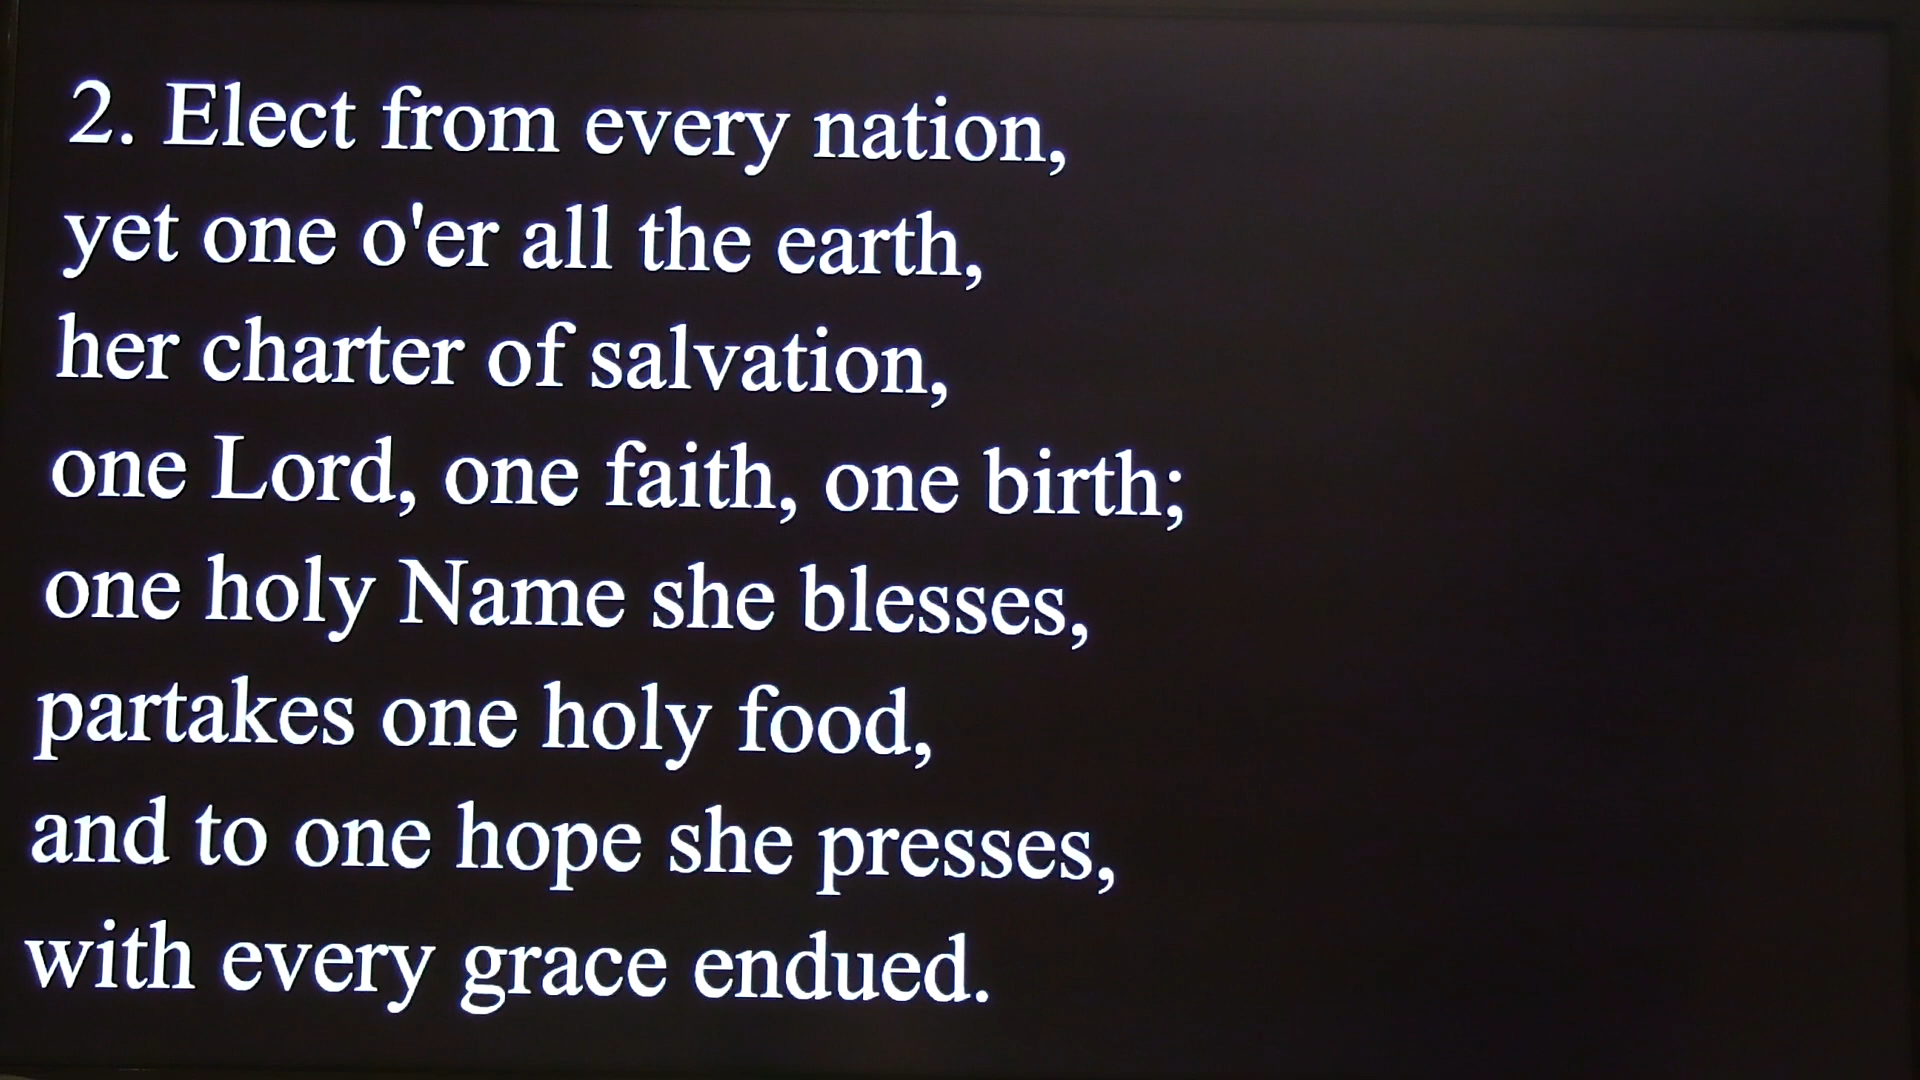 2. Elect from every nation,
yet one o'er all the earth,
her charter of salvation,
one Lord, one faith, one birth;
one holy Name she blesses,
partakes one holy food,
and to one hope she presses,
with every grace endued.